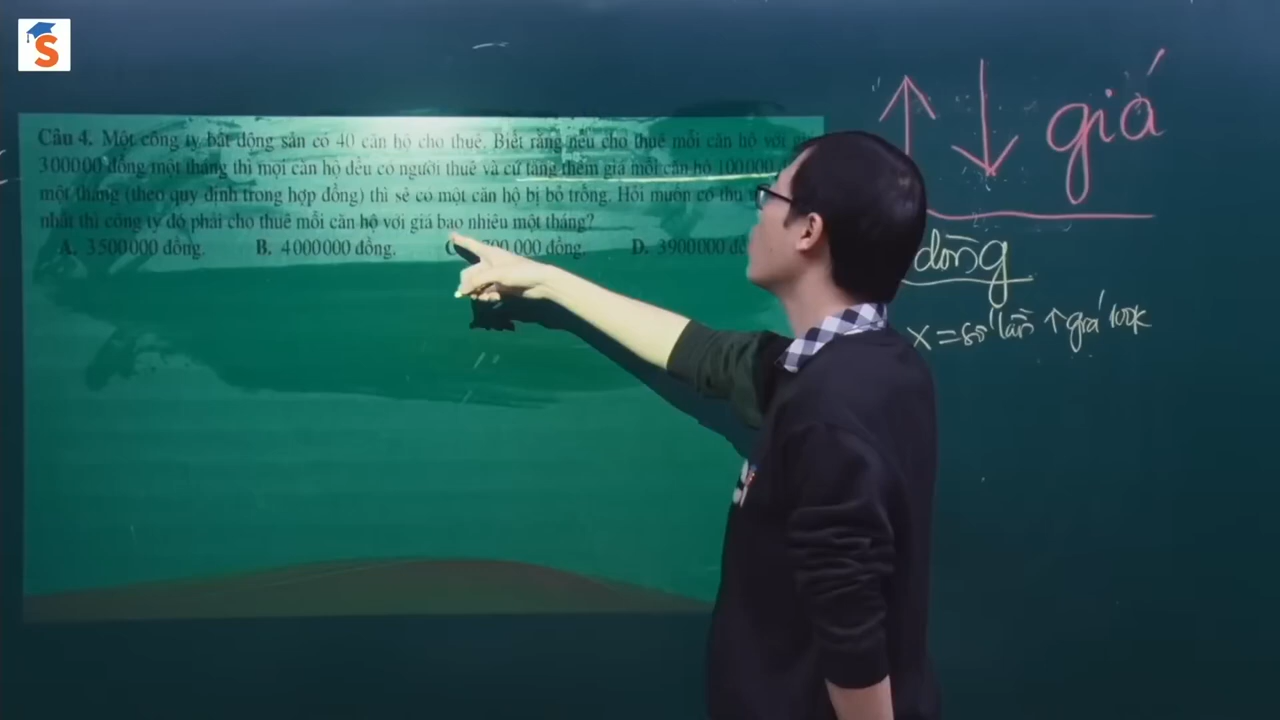 S
Câu 4. Một công ty bất động sản có 40 căn hộ cho thuê. Biết rằng nếu cho thuê mỗi căn hộ với
3000000 đồng một tháng thì mọi căn hộ đều có người thuê và cứ tăng thêm giá mỗi căn hộ 100000
một tháng (theo quy định trong hợp đồng) thì sẽ có một căn hộ bị bỏ trống. Hỏi muốn có thu
nhất thì công ty đó phải cho thuê mỗi căn hộ với giá bao nhiêu một tháng?
A. 3500000 đồng. B. 4000000 đồng. 700 000 đồng. D. 3900000
↑ ↓ giá
dòng
x = số lần ↑ giá 100k